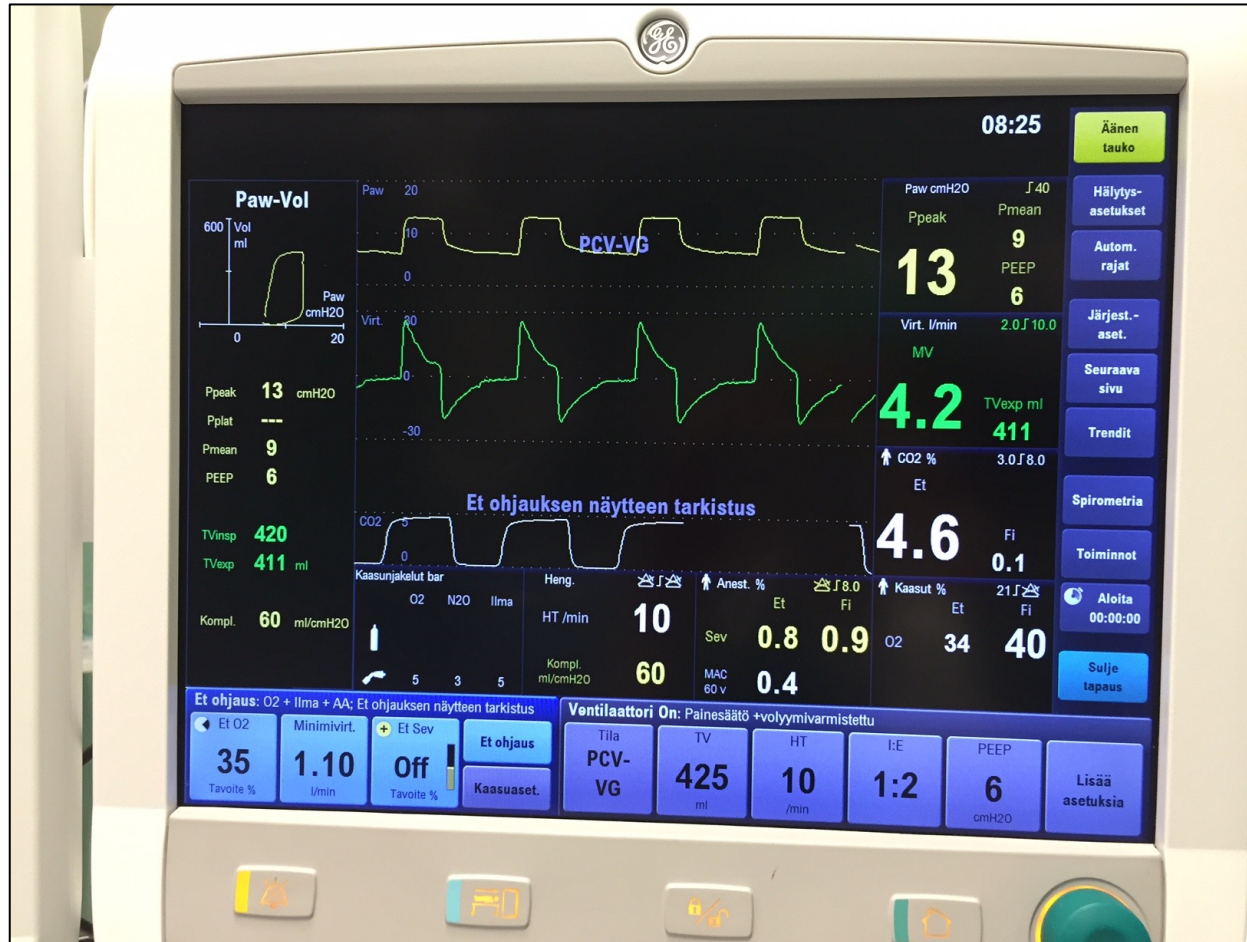 GE
08:25
Äänen
tauko
Paw-Vol
600 Vol
ml
Paw
cmH2O
0 20
Ppeak 13 cmH2O
Pplat ---
Pmean 9
PEEP 6
TVinsp 420
TVexp 411 ml
Kompl. 60 ml/cmH2O
Paw 20
10
PCV-VG
0
Virt. 30
0
-30
Et ohjauksen näytteen tarkistus
CO2 5
0
Paw cmH2O 40
Ppeak Pmean
13 9
PEEP
6
Virt. l/min 2.0 10.0
MV
4.2 TVexp ml
411
CO2 % 3.0 8.0
Et
4.6 Fi
0.1
Hälytys-
asetukset
Autom.
rajat
Järjest.-
aset.
Seuraava
sivu
Trendit
Spirometria
Toiminnot
Aloita
00:00:00
Sulje
tapaus
Kaasunjakelut bar
O2 N2O Ilma
5 3 5
Heng.
HT /min 10
Kompl.
ml/cmH2O 60
Anest. % 8.0
Et Fi
Sev 0.8 0.9
MAC
60 v 0.4
Kaasut % 21
Et Fi
O2 34 40
Et ohjaus: O2 + Ilma + AA; Et ohjauksen näytteen tarkistus
Et O2
35
Tavoite %
Minimivirt.
1.10
l/min
Et Sev
Off
Tavoite %
Et ohjaus
Kaasuaset.
Ventilaattori On: Painesäätö +volyymivarmistettu
Tila
PCV-
VG
TV
425
ml
HT
10
/min
I:E
1:2
PEEP
6
cmH2O
Lisää
asetuksia